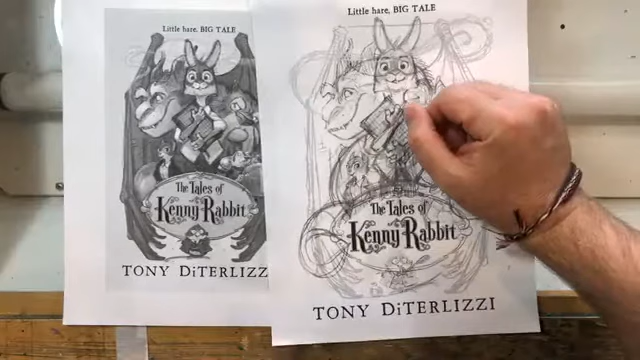 Little hare, BIG TALE
The Tales of
Kenny Rabbit
TONY DiTERLIZZ
Little hare, BIG TALE
The Tales of
Kenny Rabbit
TONY DiTERLIZZI